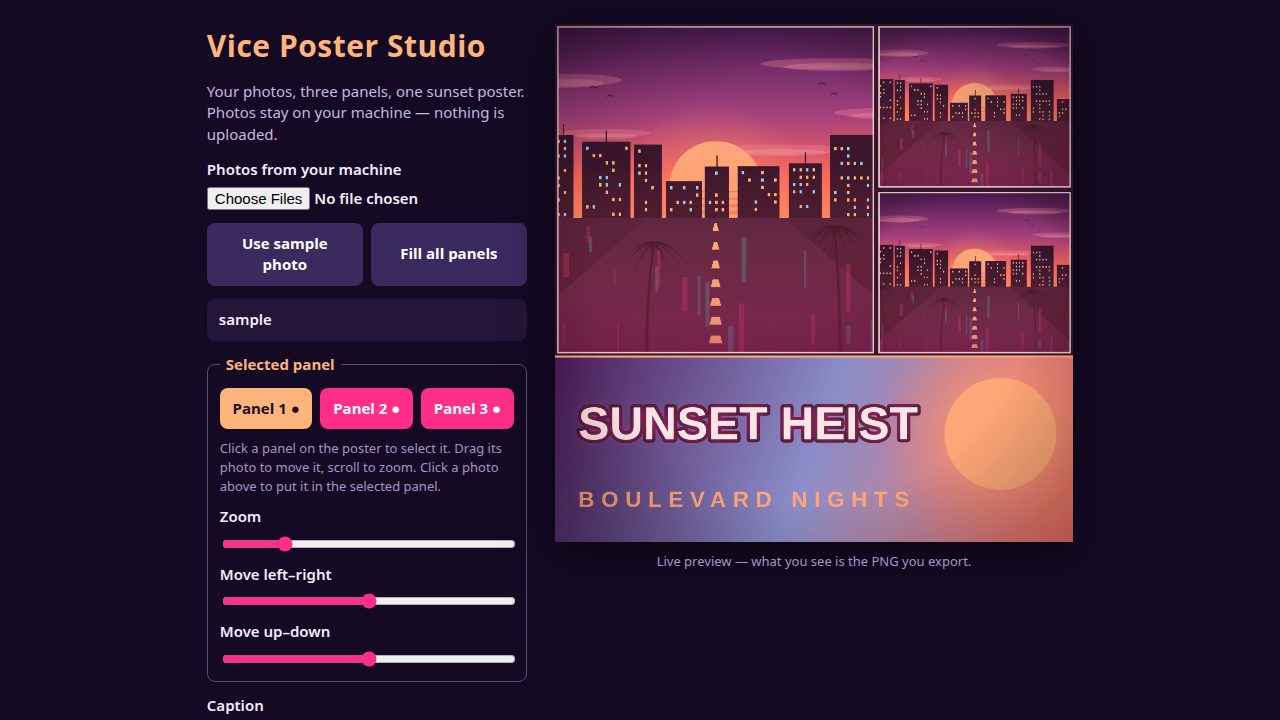 Vice Poster Studio
Your photos, three panels, one sunset poster.
Photos stay on your machine — nothing is
uploaded.
Photos from your machine
Choose Files No file chosen
Use sample
photo
Fill all panels
sample
Selected panel
Panel 1 ●
Panel 2 ●
Panel 3 ●
Click a panel on the poster to select it. Drag its
photo to move it, scroll to zoom. Click a photo
above to put it in the selected panel.
Zoom
Move left–right
Move up–down
Caption
SUNSET HEIST
BOULEVARD NIGHTS
Live preview — what you see is the PNG you export.